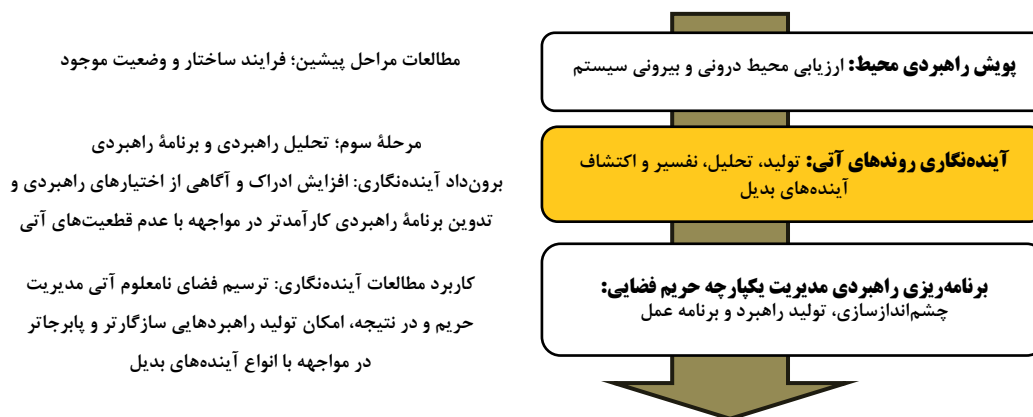 پویش راهبردی محیط: ارزیابی محیط درونی و بیرونی سیستم
مطالعات مراحل پیشین؛ فرایند ساختار و وضعیت موجود
آینده‌نگاری روندهای آتی: تولید، تحلیل، نفسیر و اکتشاف
آینده‌های بدیل
مرحلهٔ سوم؛ تحلیل راهبردی و برنامهٔ راهبردی
برون‌داد آینده‌نگاری: افزایش ادراک و آگاهی از اختیارهای راهبردی و
تدوین برنامهٔ راهبردی کارآمدتر در مواجهه با عدم قطعیت‌های آتی
برنامه‌ریزی راهبردی مدیریت یکپارچه حریم فضایی:
چشم‌اندازسازی، تولید راهبرد و برنامه عمل
کاربرد مطالعات آینده‌نگاری: ترسیم فضای نامعلوم آتی مدیریت
حریم و در نتیجه، امکان تولید راهبردهایی سازگارتر و پابرجاتر
در مواجهه با انواع آینده‌های بدیل